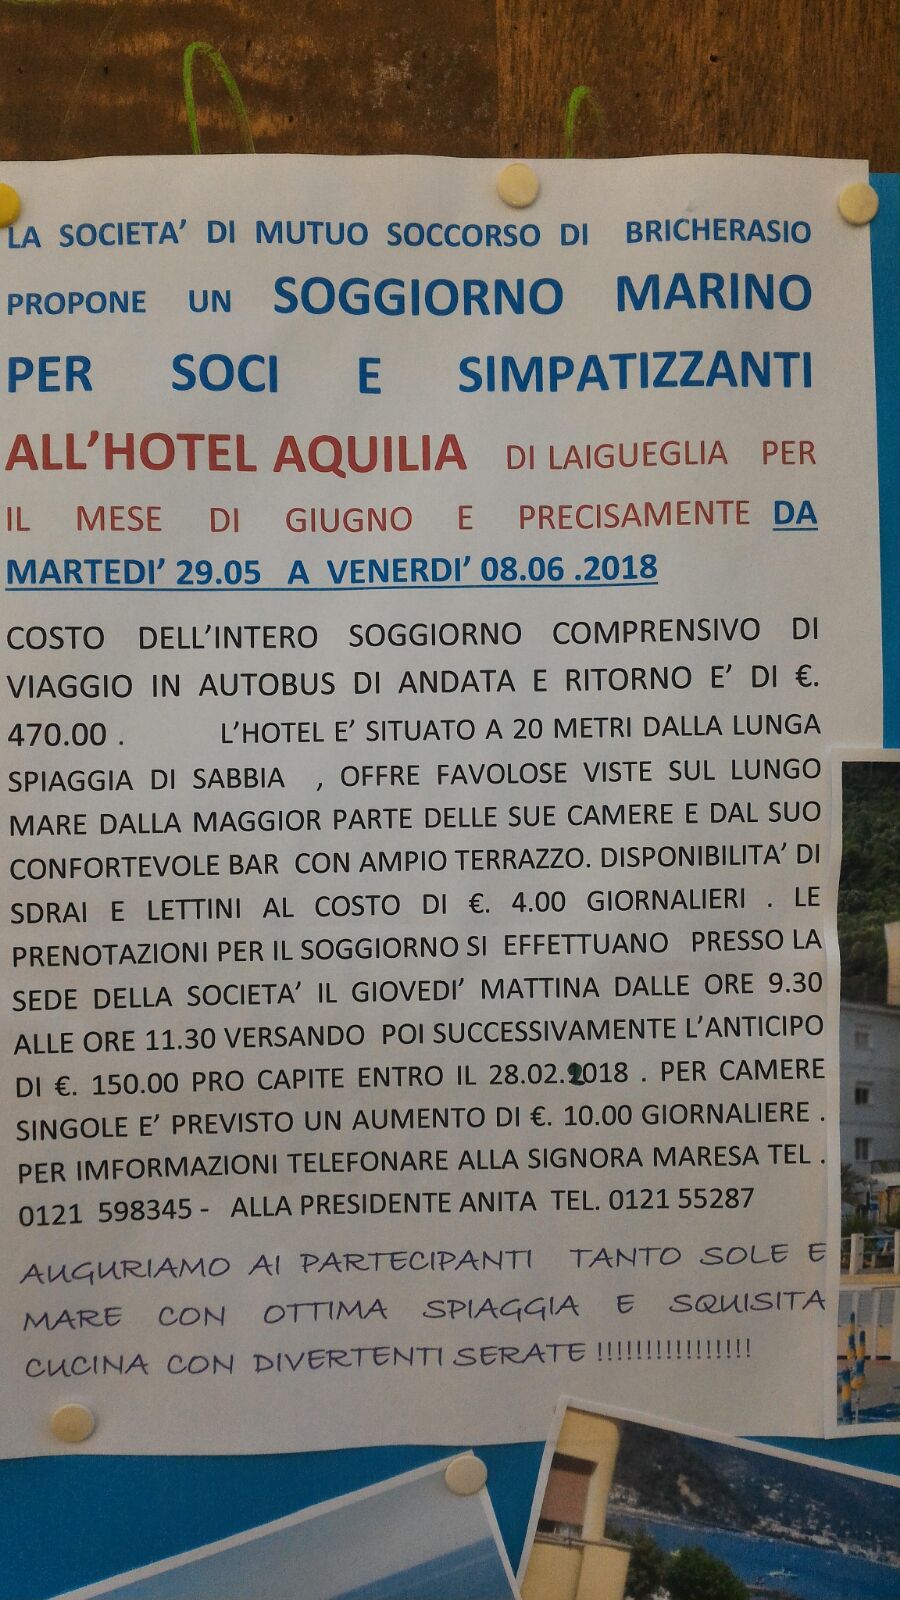 LA SOCIETA' DI MUTUO SOCCORSO DI BRICHERASIO
PROPONE UN SOGGIORNO MARINO
PER SOCI E SIMPATIZZANTI
ALL'HOTEL AQUILIA DI LAIGUEGLIA PER
IL MESE DI GIUGNO E PRECISAMENTE DA
MARTEDI' 29.05 A VENERDI' 08.06 .2018
COSTO DELL'INTERO SOGGIORNO COMPRENSIVO DI
VIAGGIO IN AUTOBUS DI ANDATA E RITORNO E' DI €.
470.00 . L'HOTEL E' SITUATO A 20 METRI DALLA LUNGA
SPIAGGIA DI SABBIA , OFFRE FAVOLOSE VISTE SUL LUNGO
MARE DALLA MAGGIOR PARTE DELLE SUE CAMERE E DAL SUO
CONFORTEVOLE BAR CON AMPIO TERRAZZO. DISPONIBILITA' DI
SDRAI E LETTINI AL COSTO DI €. 4.00 GIORNALIERI . LE
PRENOTAZIONI PER IL SOGGIORNO SI EFFETTUANO PRESSO LA
SEDE DELLA SOCIETA' IL GIOVEDI' MATTINA DALLE ORE 9.30
ALLE ORE 11.30 VERSANDO POI SUCCESSIVAMENTE L'ANTICIPO
DI €. 150.00 PRO CAPITE ENTRO IL 28.02.2018 . PER CAMERE
SINGOLE E' PREVISTO UN AUMENTO DI €. 10.00 GIORNALIERE .
PER IMFORMAZIONI TELEFONARE ALLA SIGNORA MARESA TEL .
0121 598345 - ALLA PRESIDENTE ANITA TEL. 0121 55287
AUGURIAMO AI PARTECIPANTI TANTO SOLE E
MARE CON OTTIMA SPIAGGIA E SQUISITA
CUCINA CON DIVERTENTI SERATE !!!!!!!!!!!!!!!!